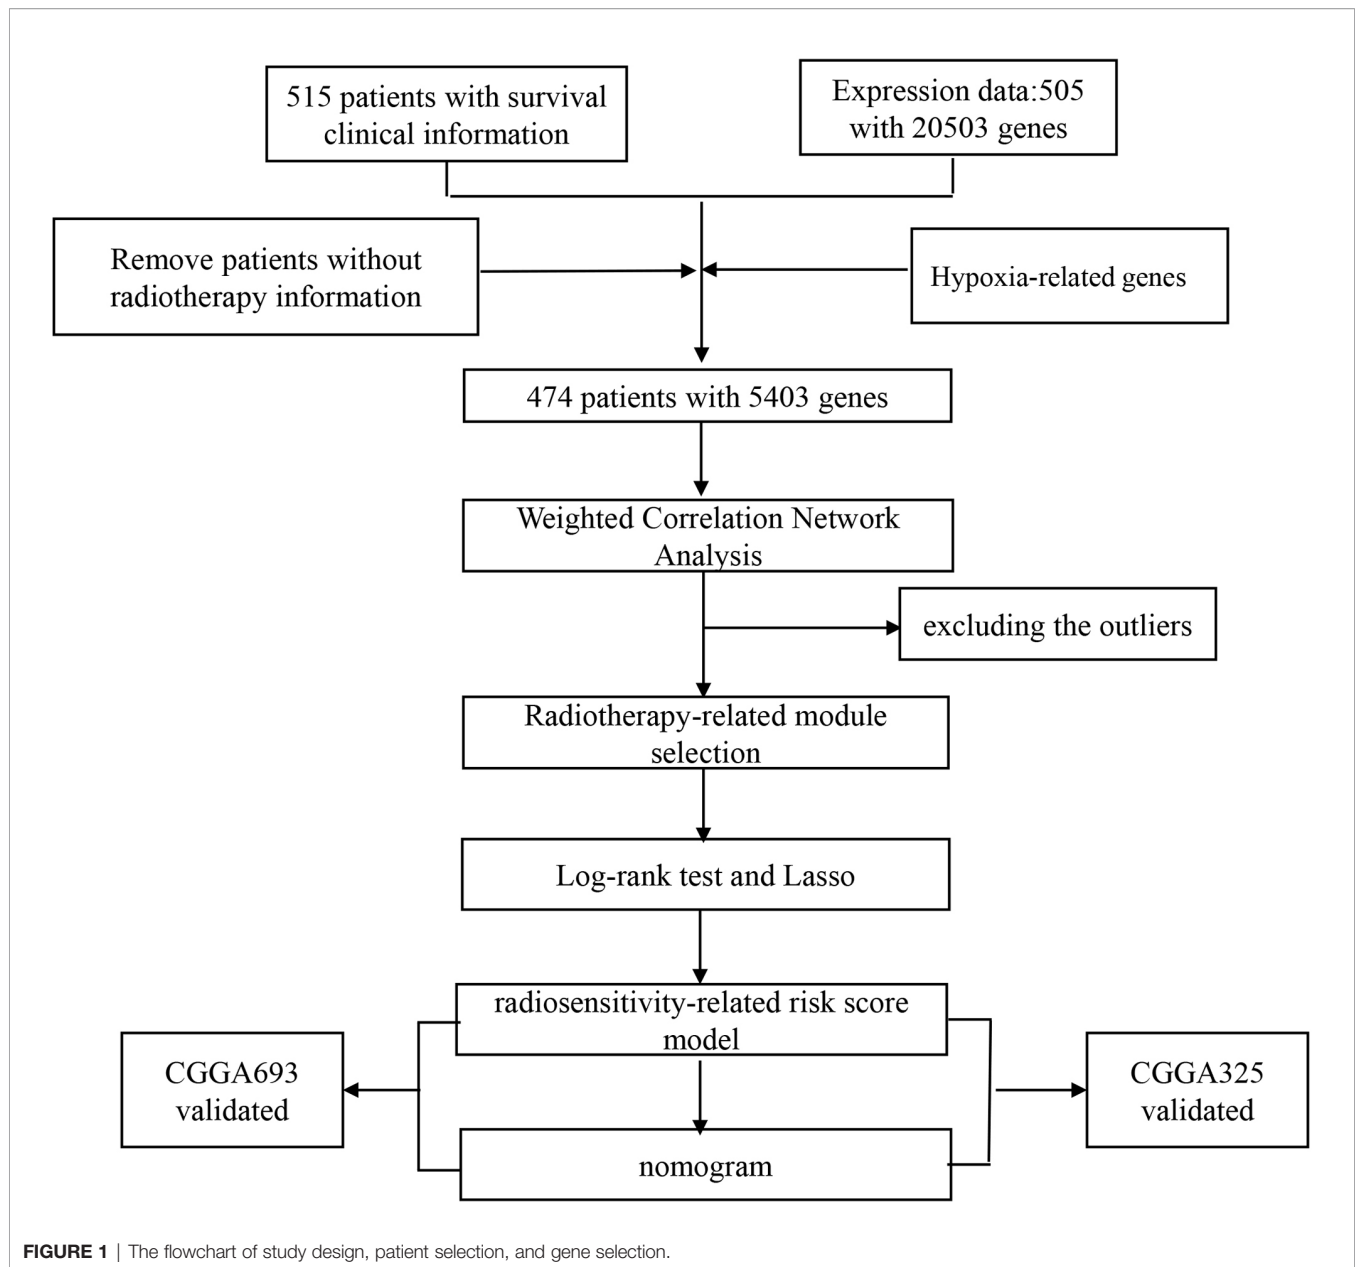 515 patients with survival
clinical information
Expression data:505
with 20503 genes
Remove patients without
radiotherapy information
Hypoxia-related genes
474 patients with 5403 genes
Weighted Correlation Network
Analysis
excluding the outliers
Radiotherapy-related module
selection
Log-rank test and Lasso
radiosensitivity-related risk score
model
CGGA693
validated
CGGA325
validated
nomogram
FIGURE 1 | The flowchart of study design, patient selection, and gene selection.